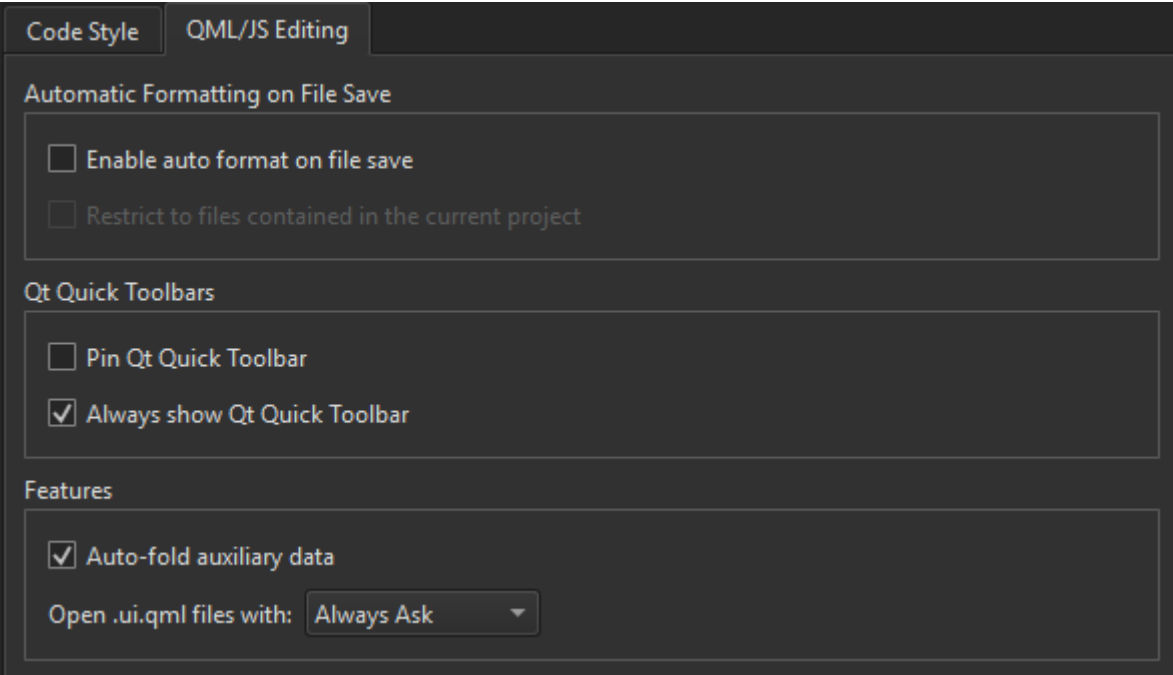 Code Style QML/JS Editing
Automatic Formatting on File Save
Enable auto format on file save
Restrict to files contained in the current project
Qt Quick Toolbars
Pin Qt Quick Toolbar
Always show Qt Quick Toolbar
Features
Auto-fold auxiliary data
Open .ui.qml files with: Always Ask